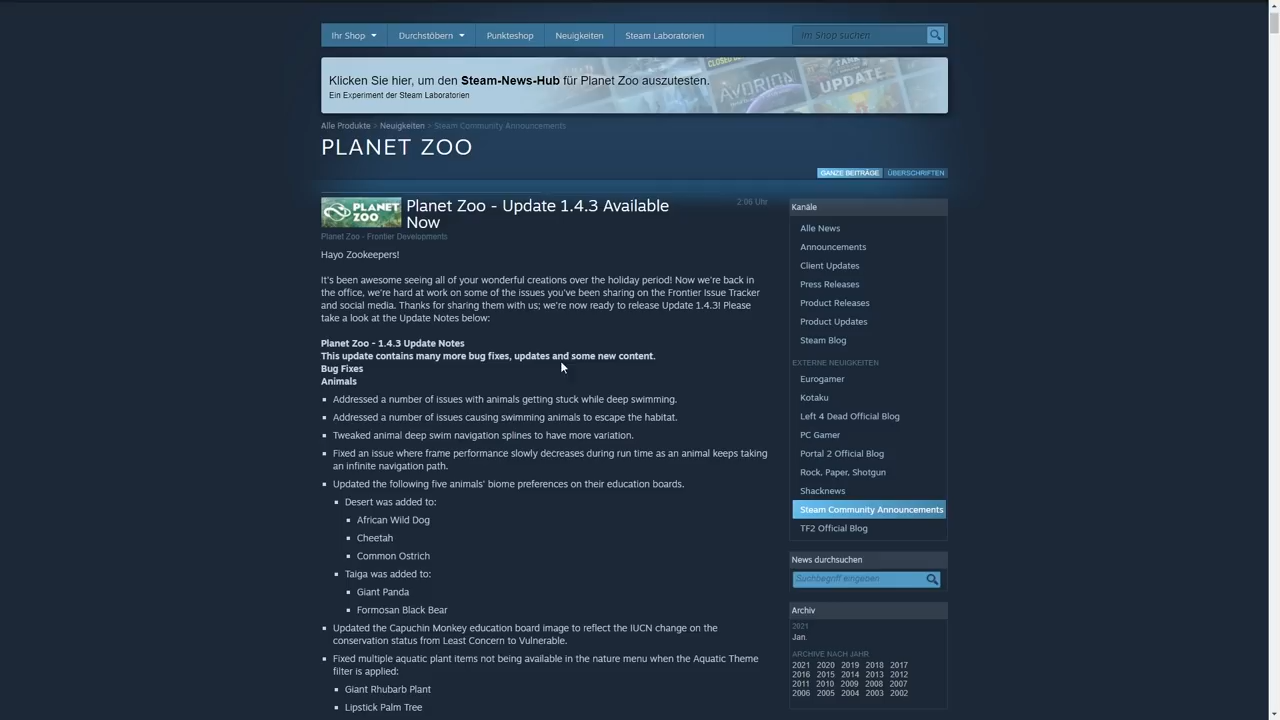 Ihr Shop
Durchstöbern
Punkteshop
Neuigkeiten
Steam Laboratorien
Im Shop suchen
Klicken Sie hier, um den Steam-News-Hub für Planet Zoo auszutesten.
Ein Experiment der Steam Laboratorien
AVORION
UPDATE
Alle Produkte > Neuigkeiten > Steam Community Announcements
PLANET ZOO
GANZE BEITRÄGE
ÜBERSCHRIFTEN
PLANET
ZOO
Planet Zoo - Update 1.4.3 Available
Now
2:06 Uhr
Planet Zoo - Frontier Developments
Hayo Zookeepers!
It's been awesome seeing all of your wonderful creations over the holiday period! Now we're back in
the office, we're hard at work on some of the issues you've been sharing on the Frontier Issue Tracker
and social media. Thanks for sharing them with us; we're now ready to release Update 1.4.3! Please
take a look at the Update Notes below:
Planet Zoo - 1.4.3 Update Notes
This update contains many more bug fixes, updates and some new content.
Bug Fixes
Animals
Addressed a number of issues with animals getting stuck while deep swimming.
Addressed a number of issues causing swimming animals to escape the habitat.
Tweaked animal deep swim navigation splines to have more variation.
Fixed an issue where frame performance slowly decreases during run time as an animal keeps taking
an infinite navigation path.
Updated the following five animals' biome preferences on their education boards.
Desert was added to:
African Wild Dog
Cheetah
Common Ostrich
Taiga was added to:
Giant Panda
Formosan Black Bear
Updated the Capuchin Monkey education board image to reflect the IUCN change on the
conservation status from Least Concern to Vulnerable.
Fixed multiple aquatic plant items not being available in the nature menu when the Aquatic Theme
filter is applied:
Giant Rhubarb Plant
Lipstick Palm Tree
Kanäle
Alle News
Announcements
Client Updates
Press Releases
Product Releases
Product Updates
Steam Blog
EXTERNE NEUIGKEITEN
Eurogamer
Kotaku
Left 4 Dead Official Blog
PC Gamer
Portal 2 Official Blog
Rock, Paper, Shotgun
Shacknews
Steam Community Announcements
TF2 Official Blog
News durchsuchen
Suchbegriff eingeben
Archiv
2021
Jan.
ARCHIVE NACH JAHR
2021 2020 2019 2018 2017
2016 2015 2014 2013 2012
2011 2010 2009 2008 2007
2006 2005 2004 2003 2002